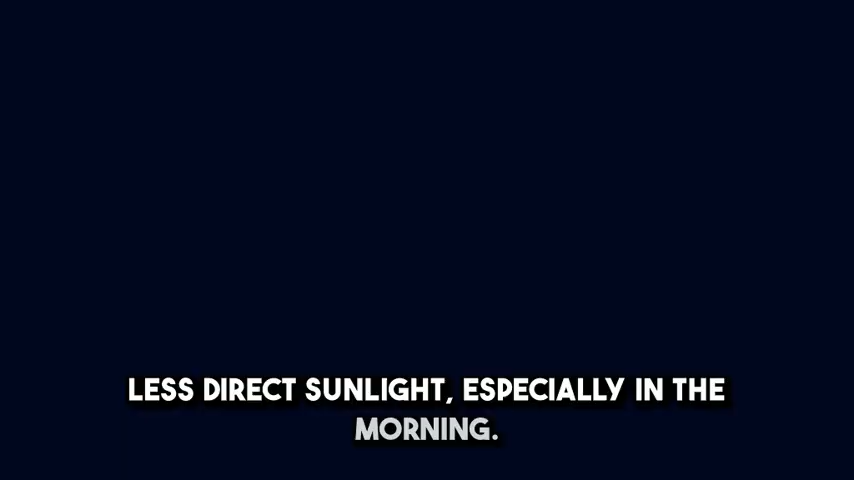 LESS DIRECT SUNLIGHT, ESPECIALLY IN THE
MORNING.